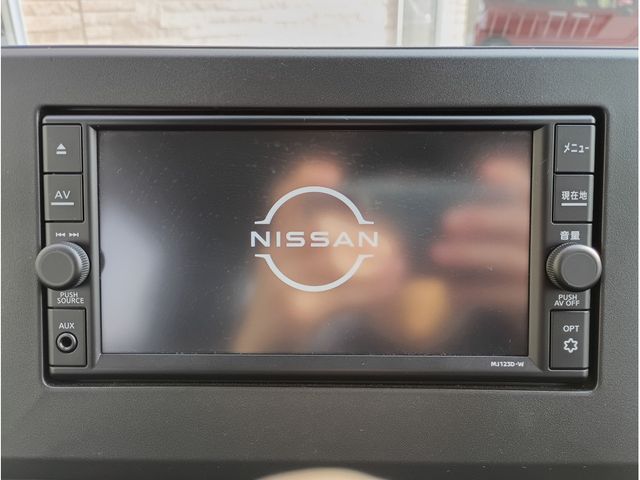 メニュー
AV
現在地
音量
NISSAN
PUSH
SOURCE
PUSH
AV OFF
AUX
OPT
MJ123D-W